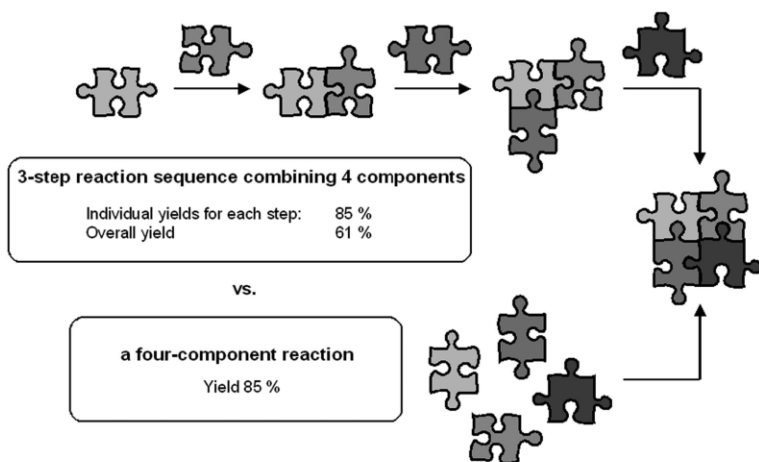 3-step reaction sequence combining 4 components
Individual yields for each step: 85 %
Overall yield 61 %
vs.
a four-component reaction
Yield 85 %